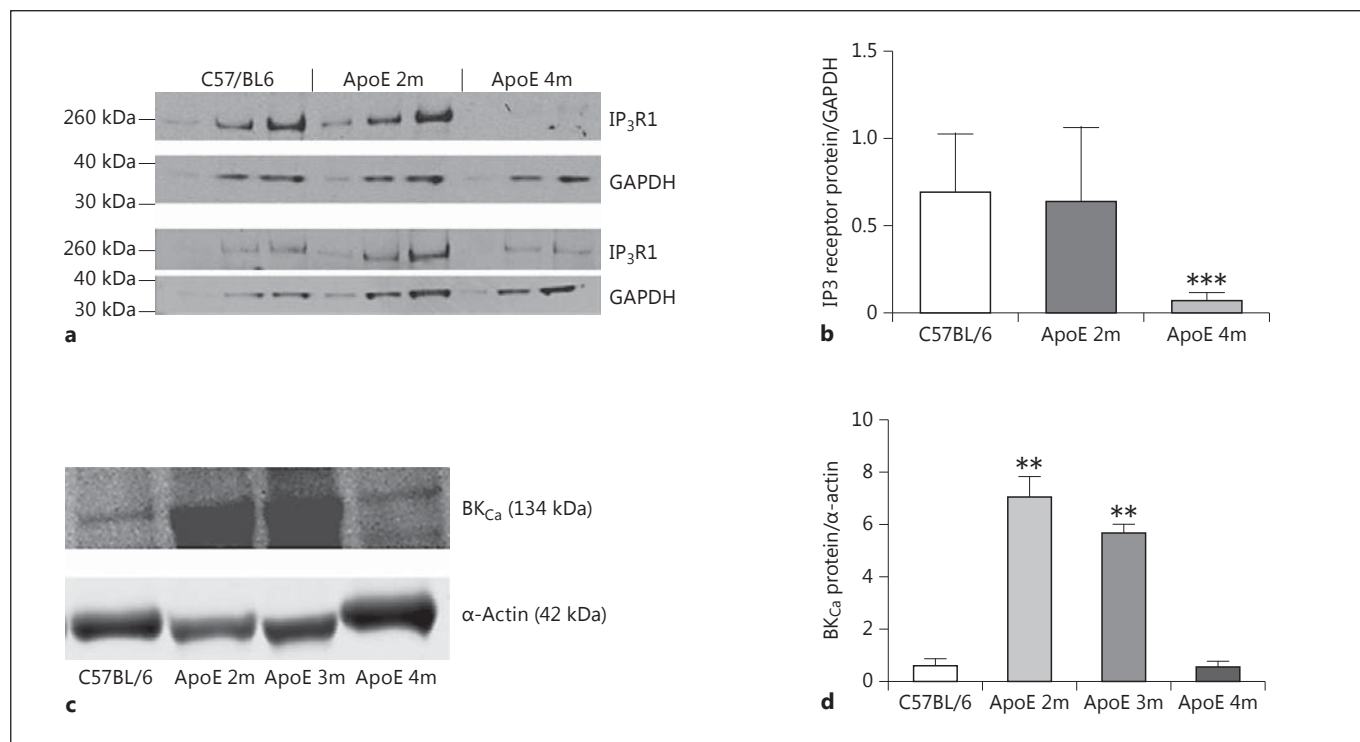 C57/BL6 | ApoE 2m | ApoE 4m
260 kDa IP3R1
40 kDa
GAPDH
30 kDa
260 kDa IP3R1
40 kDa
GAPDH
30 kDa
a
IP3 receptor protein/GAPDH
1.5
1.0
0.5
0
***
C57BL/6 ApoE 2m ApoE 4m
b
BKCa (134 kDa)
α-Actin (42 kDa)
C57BL/6 ApoE 2m ApoE 3m ApoE 4m
c
BKCa protein/α-actin
10
8
6
4
2
0
**
**
C57BL/6 ApoE 2m ApoE 3m ApoE 4m
d